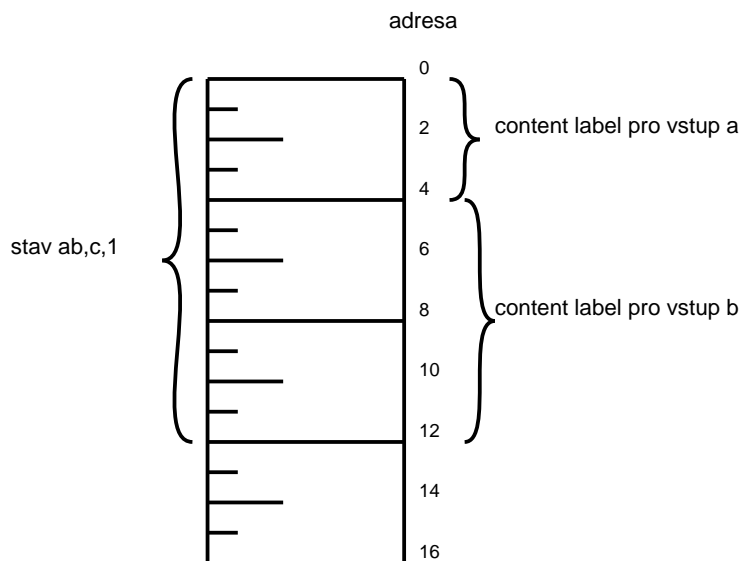 adresa
0
content label pro vstup a
2
4
stav ab,c,1
6
content label pro vstup b
8
10
12
14
16